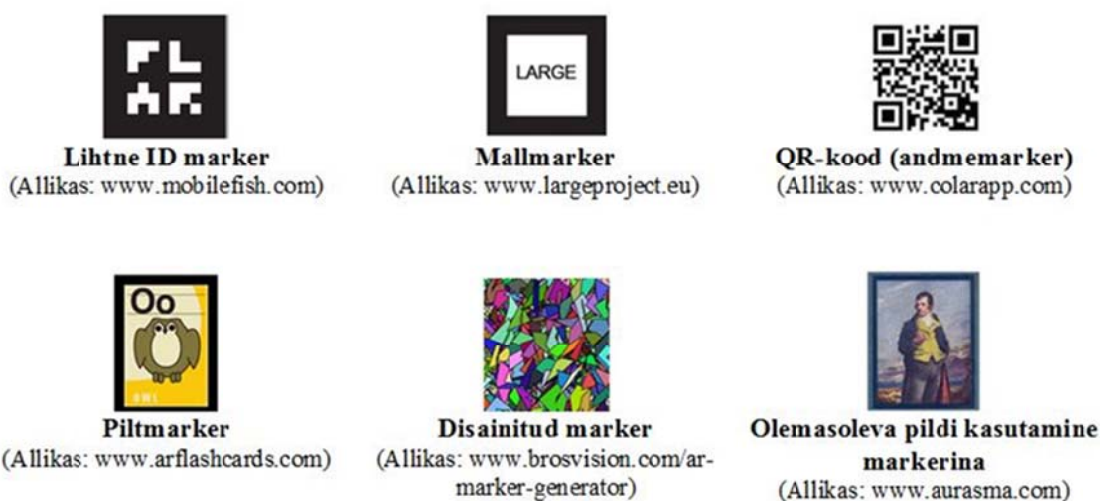 LARGE
Lihtne ID marker
(Allikas: www.mobilefish.com)
Mallmarker
(Allikas: www.largeproject.eu)
QR-kood (andmemarker)
(Allikas: www.colarapp.com)
Oo
OWL
Piltmarker
(Allikas: www.arflashcards.com)
Disainitud marker
(Allikas: www.brosvision.com/ar-
marker-generator)
Olemasoleva pildi kasutamine
markerina
(Allikas: www.aurasma.com)